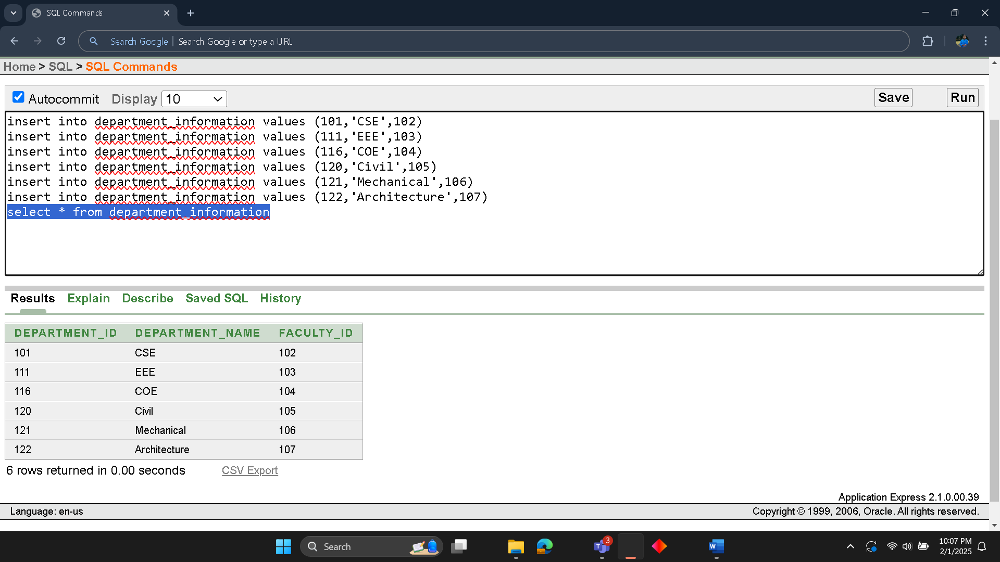 SQL Commands
Search Google | Search Google or type a URL
Home > SQL > SQL Commands
Autocommit Display 10 Save Run
insert into department_information values (101,'CSE',102)
insert into department_information values (111,'EEE',103)
insert into department_information values (116,'COE',104)
insert into department_information values (120,'Civil',105)
insert into department_information values (121,'Mechanical',106)
insert into department_information values (122,'Architecture',107)
select * from department_information
Results Explain Describe Saved SQL History
DEPARTMENT_ID DEPARTMENT_NAME FACULTY_ID
101 CSE 102
111 EEE 103
116 COE 104
120 Civil 105
121 Mechanical 106
122 Architecture 107
6 rows returned in 0.00 seconds CSV Export
Application Express 2.1.0.00.39
Language: en-us Copyright © 1999, 2006, Oracle. All rights reserved.
Search 3 T W 10:07 PM
2/1/2025